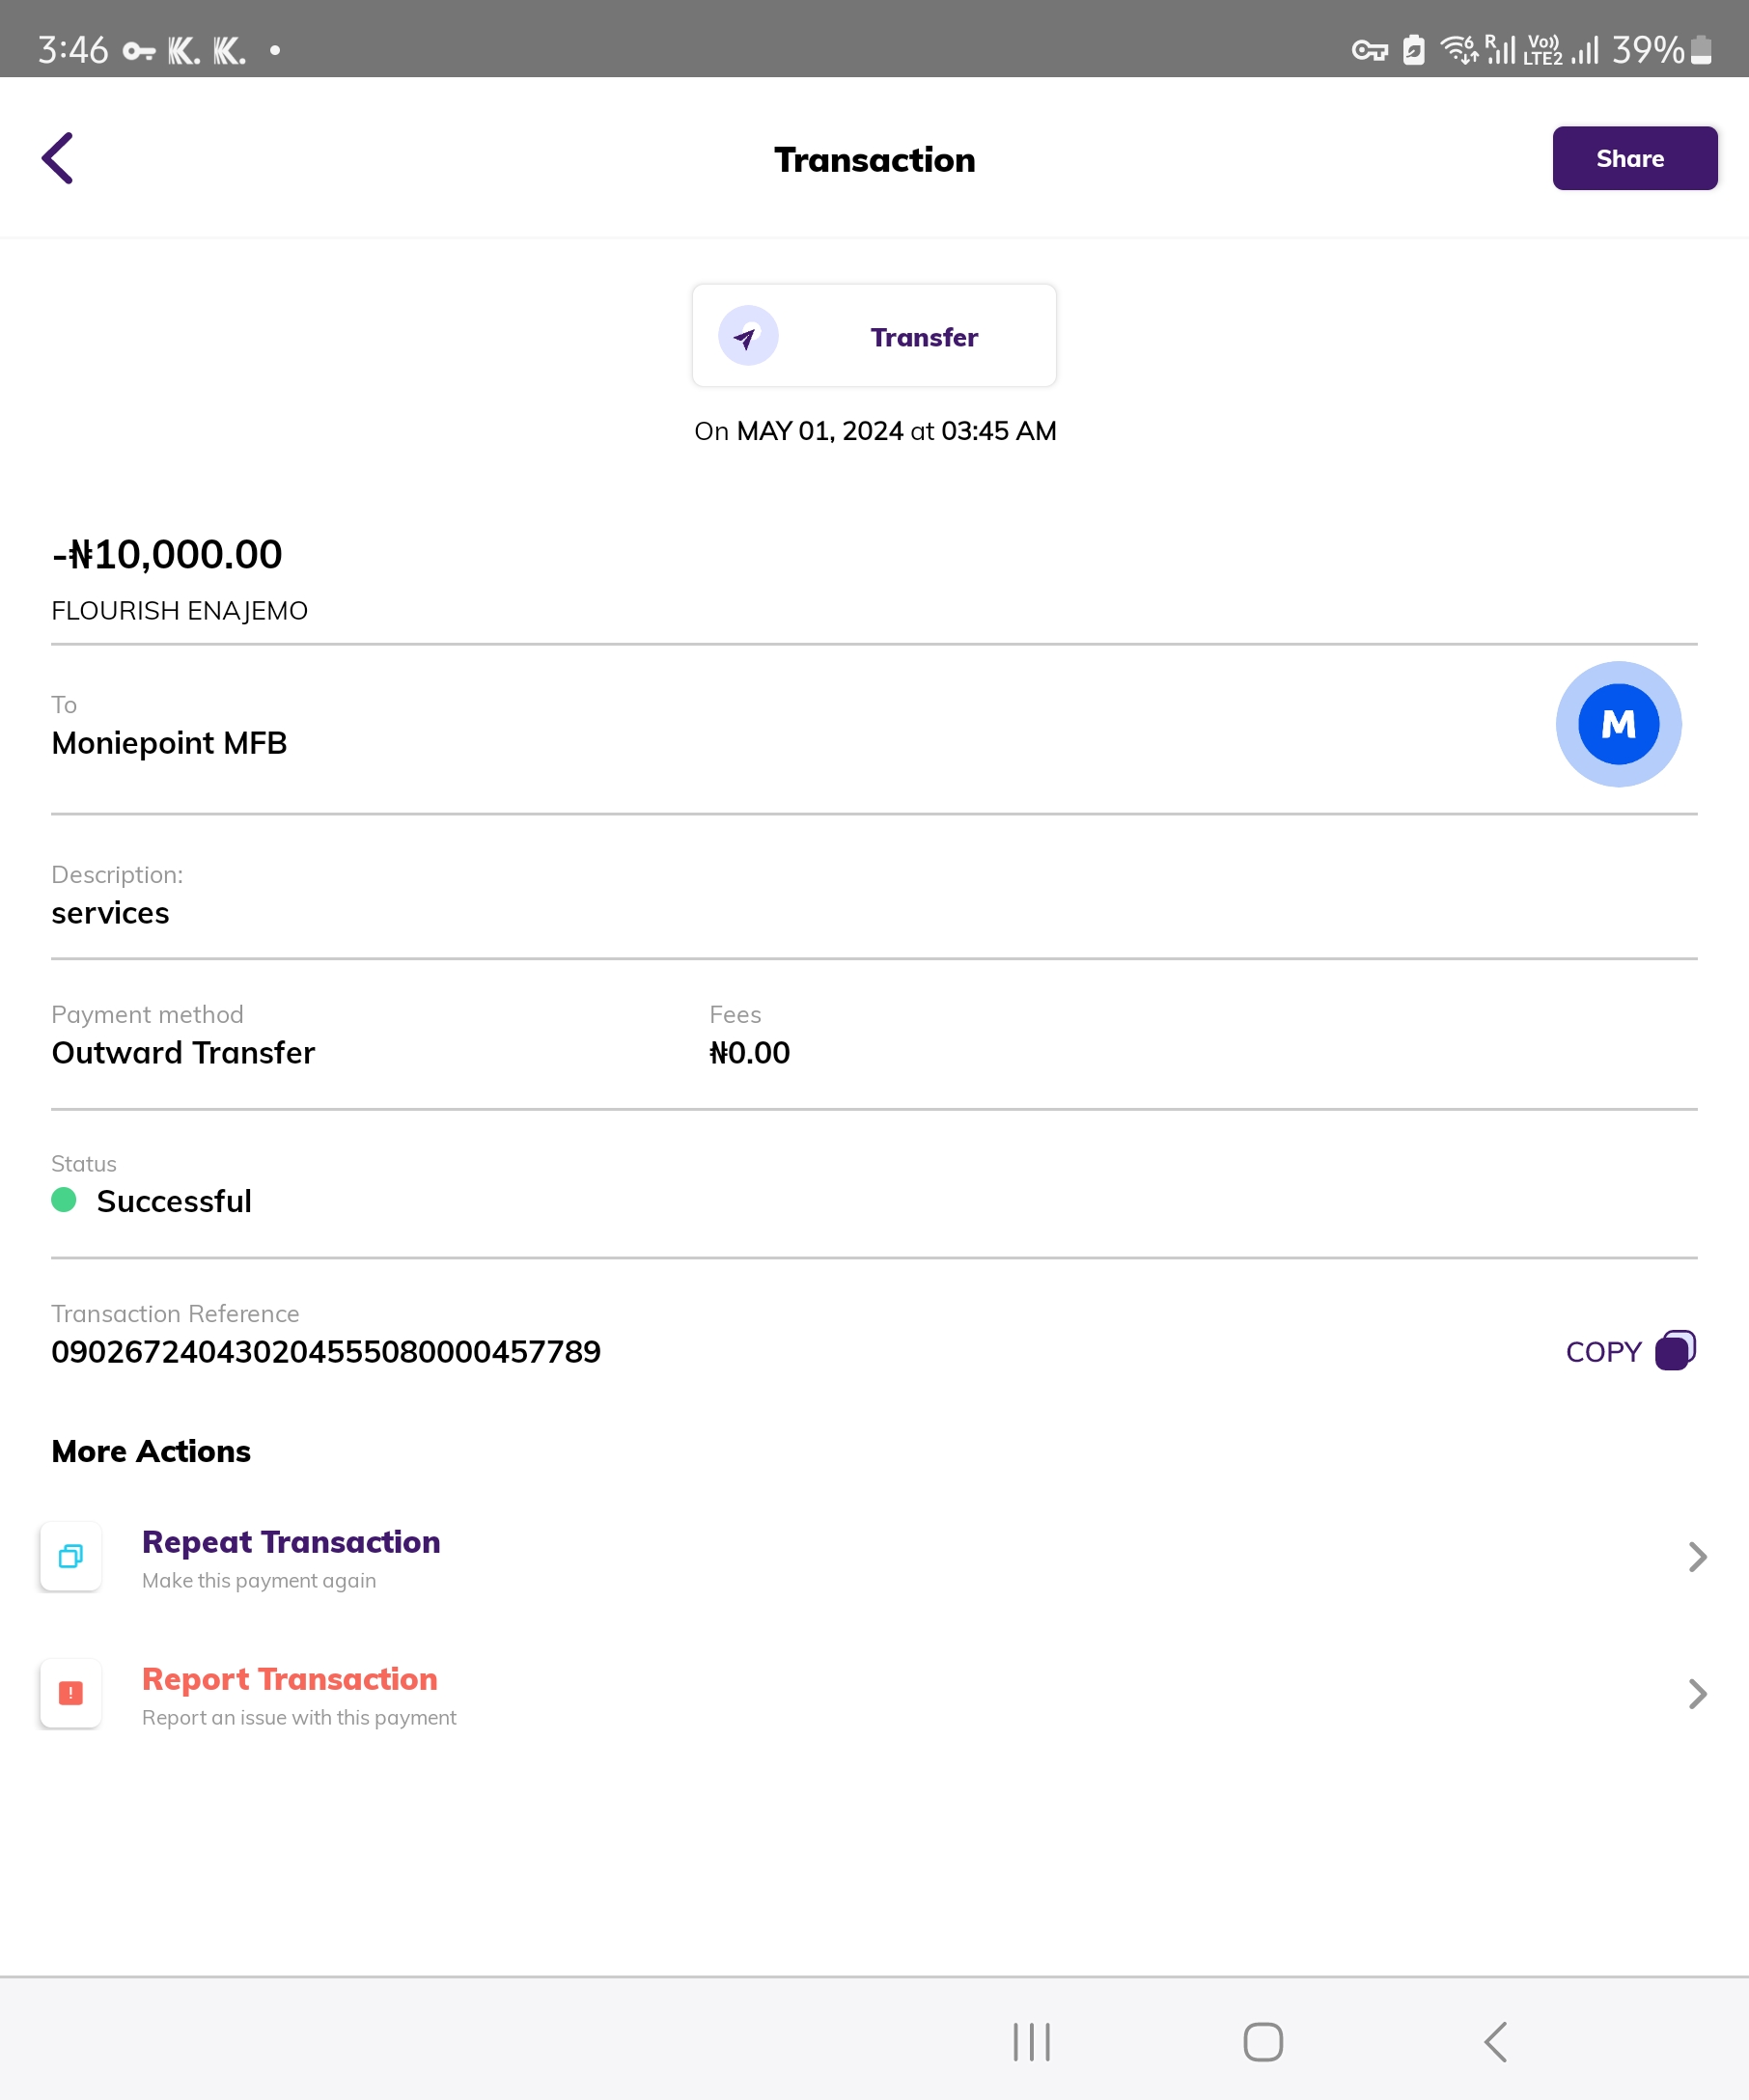 3:46 K. K. 6 R Vo)) LTE2 39%
Transaction
Share
Transfer
On MAY 01, 2024 at 03:45 AM
-₦10,000.00
FLOURISH ENAJEMO
To
Moniepoint MFB
M
Description:
services
Payment method Fees
Outward Transfer ₦0.00
Status
Successful
Transaction Reference
090267240430204555080000457789
COPY
More Actions
Repeat Transaction
Make this payment again
Report Transaction
Report an issue with this payment